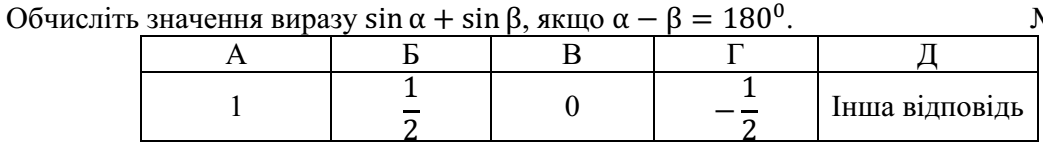 Обчисліть значення виразу sin α + sin β, якщо α − β = 180⁰.
А Б В Г Д
1 1/2 0 −1/2 Інша відповідь